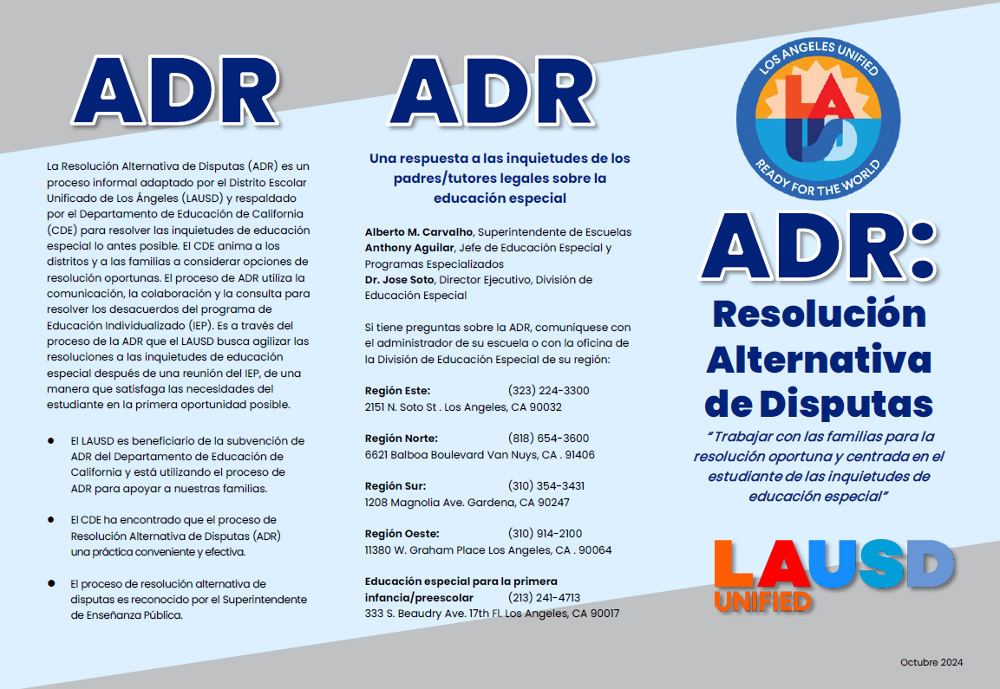 ADR
La Resolución Alternativa de Disputas (ADR) es un
proceso informal adaptado por el Distrito Escolar
Unificado de Los Ángeles (LAUSD) y respaldado
por el Departamento de Educación de California
(CDE) para resolver las inquietudes de educación
especial lo antes posible. El CDE anima a los
distritos y a las familias a considerar opciones de
resolución oportunas. El proceso de ADR utiliza la
comunicación, la colaboración y la consulta para
resolver los desacuerdos del programa de
Educación Individualizado (IEP). Es a través del
proceso de la ADR que el LAUSD busca agilizar las
resoluciones a las inquietudes de educación
especial después de una reunión del IEP, de una
manera que satisfaga las necesidades del
estudiante en la primera oportunidad posible.
● El LAUSD es beneficiario de la subvención de
ADR del Departamento de Educación de
California y está utilizando el proceso de
ADR para apoyar a nuestras familias.
● El CDE ha encontrado que el proceso de
Resolución Alternativa de Disputas (ADR)
una práctica conveniente y efectiva.
● El proceso de resolución alternativa de
disputas es reconocido por el Superintendente
de Enseñanza Pública.
ADR
Una respuesta a las inquietudes de los
padres/tutores legales sobre la
educación especial
Alberto M. Carvalho, Superintendente de Escuelas
Anthony Aguilar, Jefe de Educación Especial y
Programas Especializados
Dr. Jose Soto, Director Ejecutivo, División de
Educación Especial
Si tiene preguntas sobre la ADR, comuníquese con
el administrador de su escuela o con la oficina de
la División de Educación Especial de su región:
Región Este: (323) 224-3300
2151 N. Soto St . Los Angeles, CA 90032
Región Norte: (818) 654-3600
6621 Balboa Boulevard Van Nuys, CA . 91406
Región Sur: (310) 354-3431
1208 Magnolia Ave. Gardena, CA 90247
Región Oeste: (310) 914-2100
11380 W. Graham Place Los Angeles, CA . 90064
Educación especial para la primera
infancia/preescolar (213) 241-4713
333 S. Beaudry Ave. 17th Fl. Los Angeles, CA 90017
LOS ANGELES UNIFIED
LA
USD
READY FOR THE WORLD
ADR:
Resolución
Alternativa
de Disputas
“Trabajar con las familias para la
resolución oportuna y centrada en el
estudiante de las inquietudes de
educación especial”
LAUSD
UNIFIED
Octubre 2024